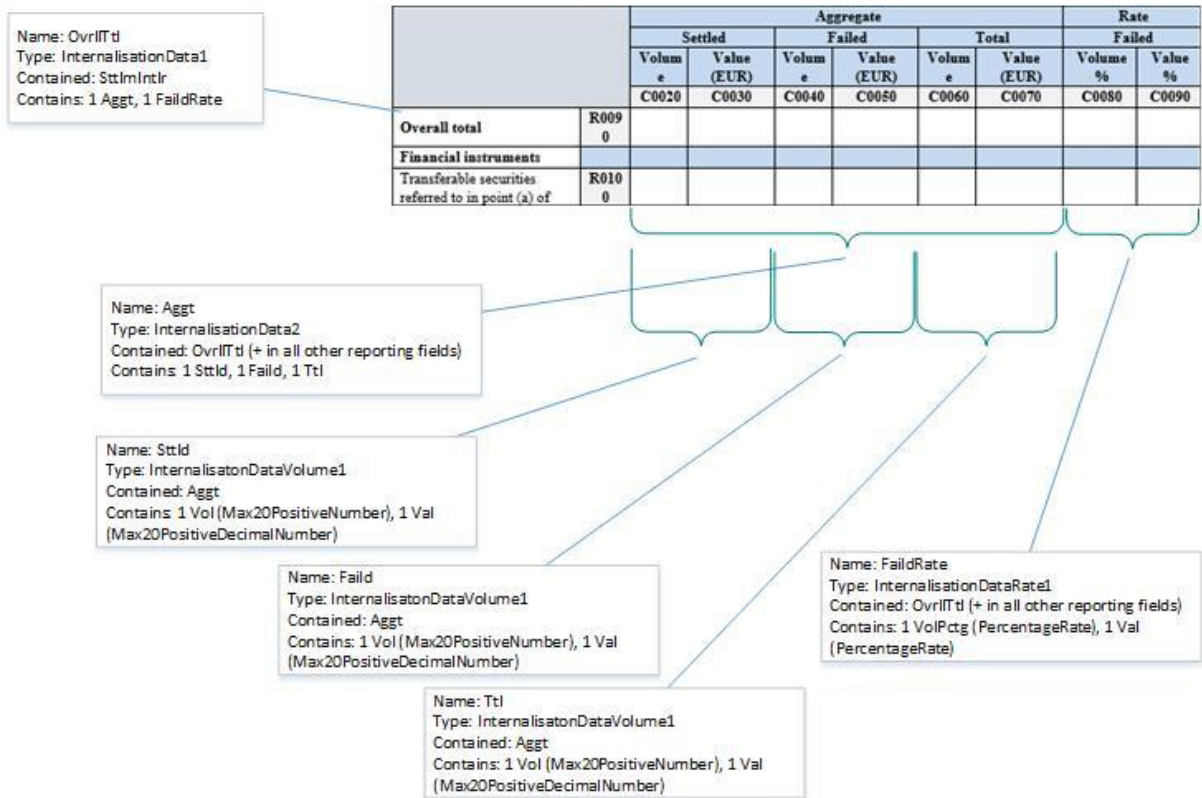 Name: OvrllTtl
Type: InternalisationData1
Contained: SttlmIntlr
Contains: 1 Aggt, 1 FaildRate
Aggregate Rate
Settled Failed Total Failed
Volum Value Volum Value Volum Value Volume Value
e (EUR) e (EUR) e (EUR) % %
C0020 C0030 C0040 C0050 C0060 C0070 C0080 C0090
Overall total R009
0
Financial instruments
Transferable securities R010
referred to in point (a) of 0
Name: Aggt
Type: InternalisationData2
Contained: OvrllTtl (+ in all other reporting fields)
Contains: 1 Sttld, 1 Faild, 1 Ttl
Name: Sttld
Type: InternalisatonDataVolume1
Contained: Aggt
Contains: 1 Vol (Max20PositiveNumber), 1 Val
(Max20PositiveDecimalNumber)
Name: Faild
Type: InternalisatonDataVolume1
Contained: Aggt
Contains: 1 Vol (Max20PositiveNumber), 1 Val
(Max20PositiveDecimalNumber)
Name: FaildRate
Type: InternalisationDataRate1
Contained: OvrllTtl (+ in all other reporting fields)
Contains: 1 VolPctg (PercentageRate), 1 Val
(PercentageRate)
Name: Ttl
Type: InternalisatonDataVolume1
Contained: Aggt
Contains: 1 Vol (Max20PositiveNumber), 1 Val
(Max20PositiveDecimalNumber)